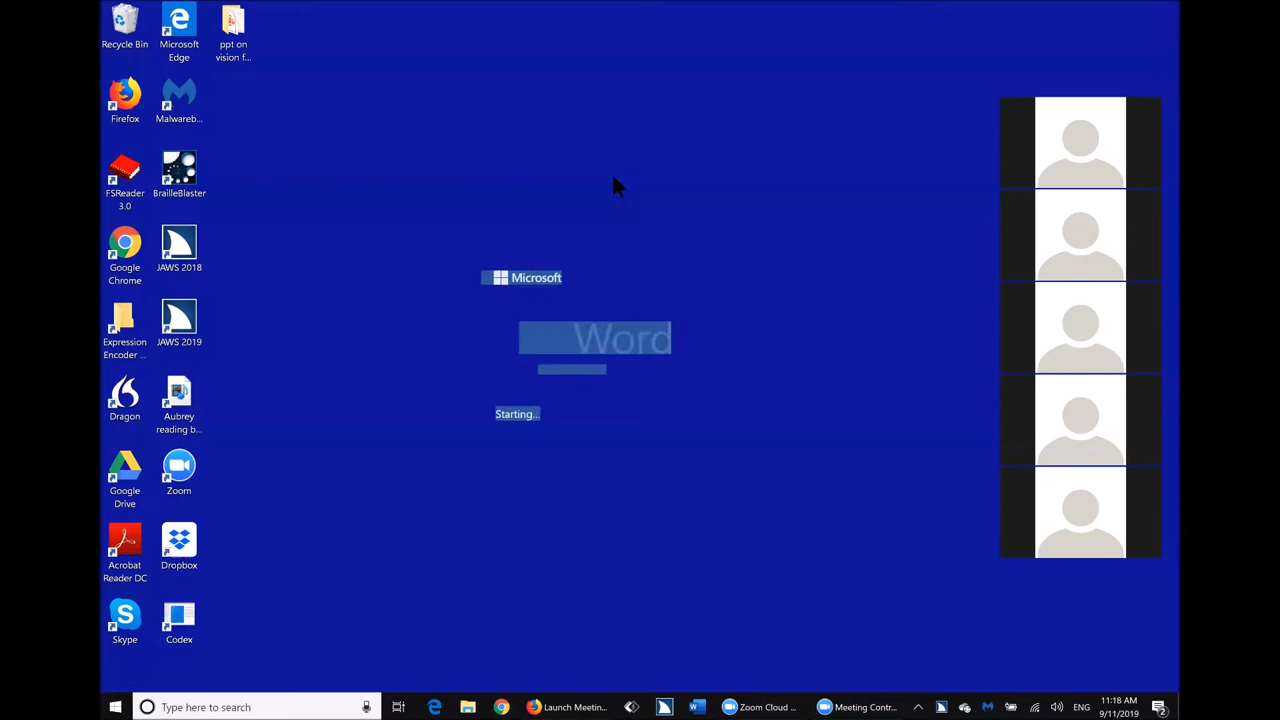 Recycle Bin
Microsoft Edge
ppt on vision f...
Firefox
Malwareb...
FSReader 3.0
BrailleBlaster
Google Chrome
JAWS 2018
Expression Encoder ...
JAWS 2019
Dragon
Aubrey reading b...
Google Drive
Zoom
Acrobat Reader DC
Dropbox
Skype
Codex
Microsoft
Word
Starting...
Type here to search
Launch Meetin...
Zoom Cloud ...
Meeting Contr...
ENG
11:18 AM
9/11/2019
2